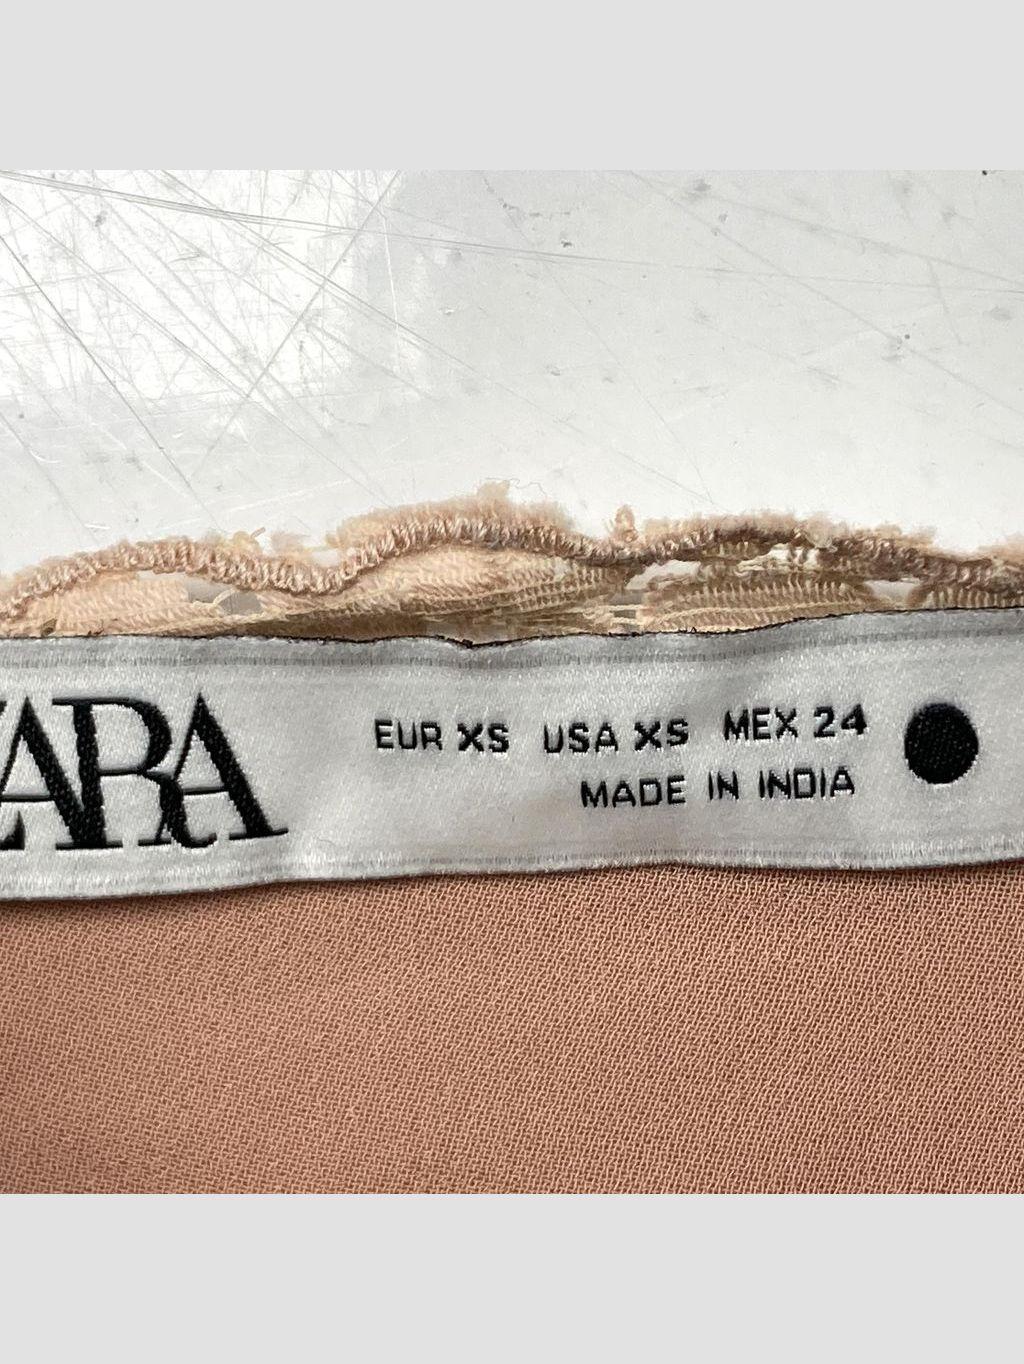 ZARA
EUR XS USA XS MEX 24
MADE IN INDIA